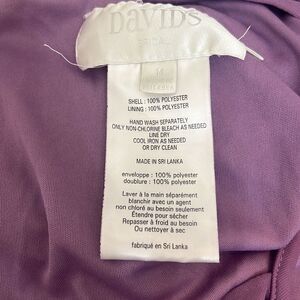 DAVID'S
BRIDAL
14
SHELL : 100% POLYESTER
LINING : 100% POLYESTER
HAND WASH SEPARATELY
ONLY NON-CHLORINE BLEACH AS NEEDED
LINE DRY
COOL IRON AS NEEDED
OR DRY CLEAN
MADE IN SRI LANKA
enveloppe : 100% polyester
doublure : 100% polyester
Laver à la main séparément
blanchir avec un agent
non chloré au besoin seulement
Étendre pour sécher
Repasser à froid au besoin
Ou nettoyer à sec
fabriqué en Sri Lanka